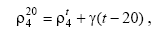 ρ₄²⁰ = ρ₄ᵗ + γ(t − 20) ,